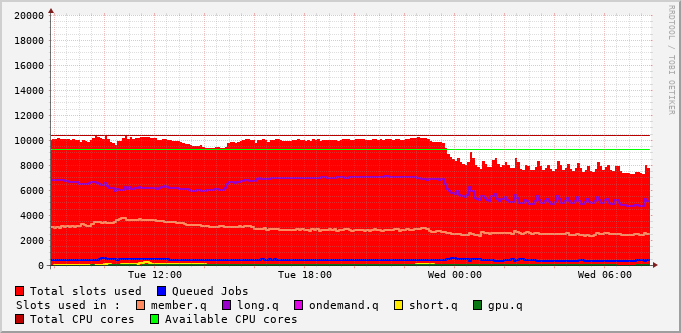 20000
18000
16000
14000
12000
10000
8000
6000
4000
2000
0
Tue 12:00 Tue 18:00 Wed 00:00 Wed 06:00
RRDTOOL / TOBI OETIKER
Total slots used Queued Jobs
Slots used in : member.q long.q ondemand.q short.q gpu.q
Total CPU cores Available CPU cores